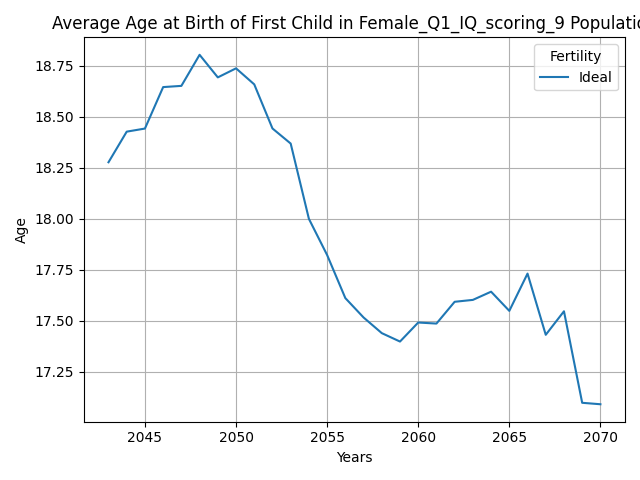 Average Age at Birth of First Child in Female_Q1_IQ_scoring_9 Populatio
Fertility
Ideal
18.75
18.50
18.25
18.00
17.75
17.50
17.25
Age
2045 2050 2055 2060 2065 2070
Years